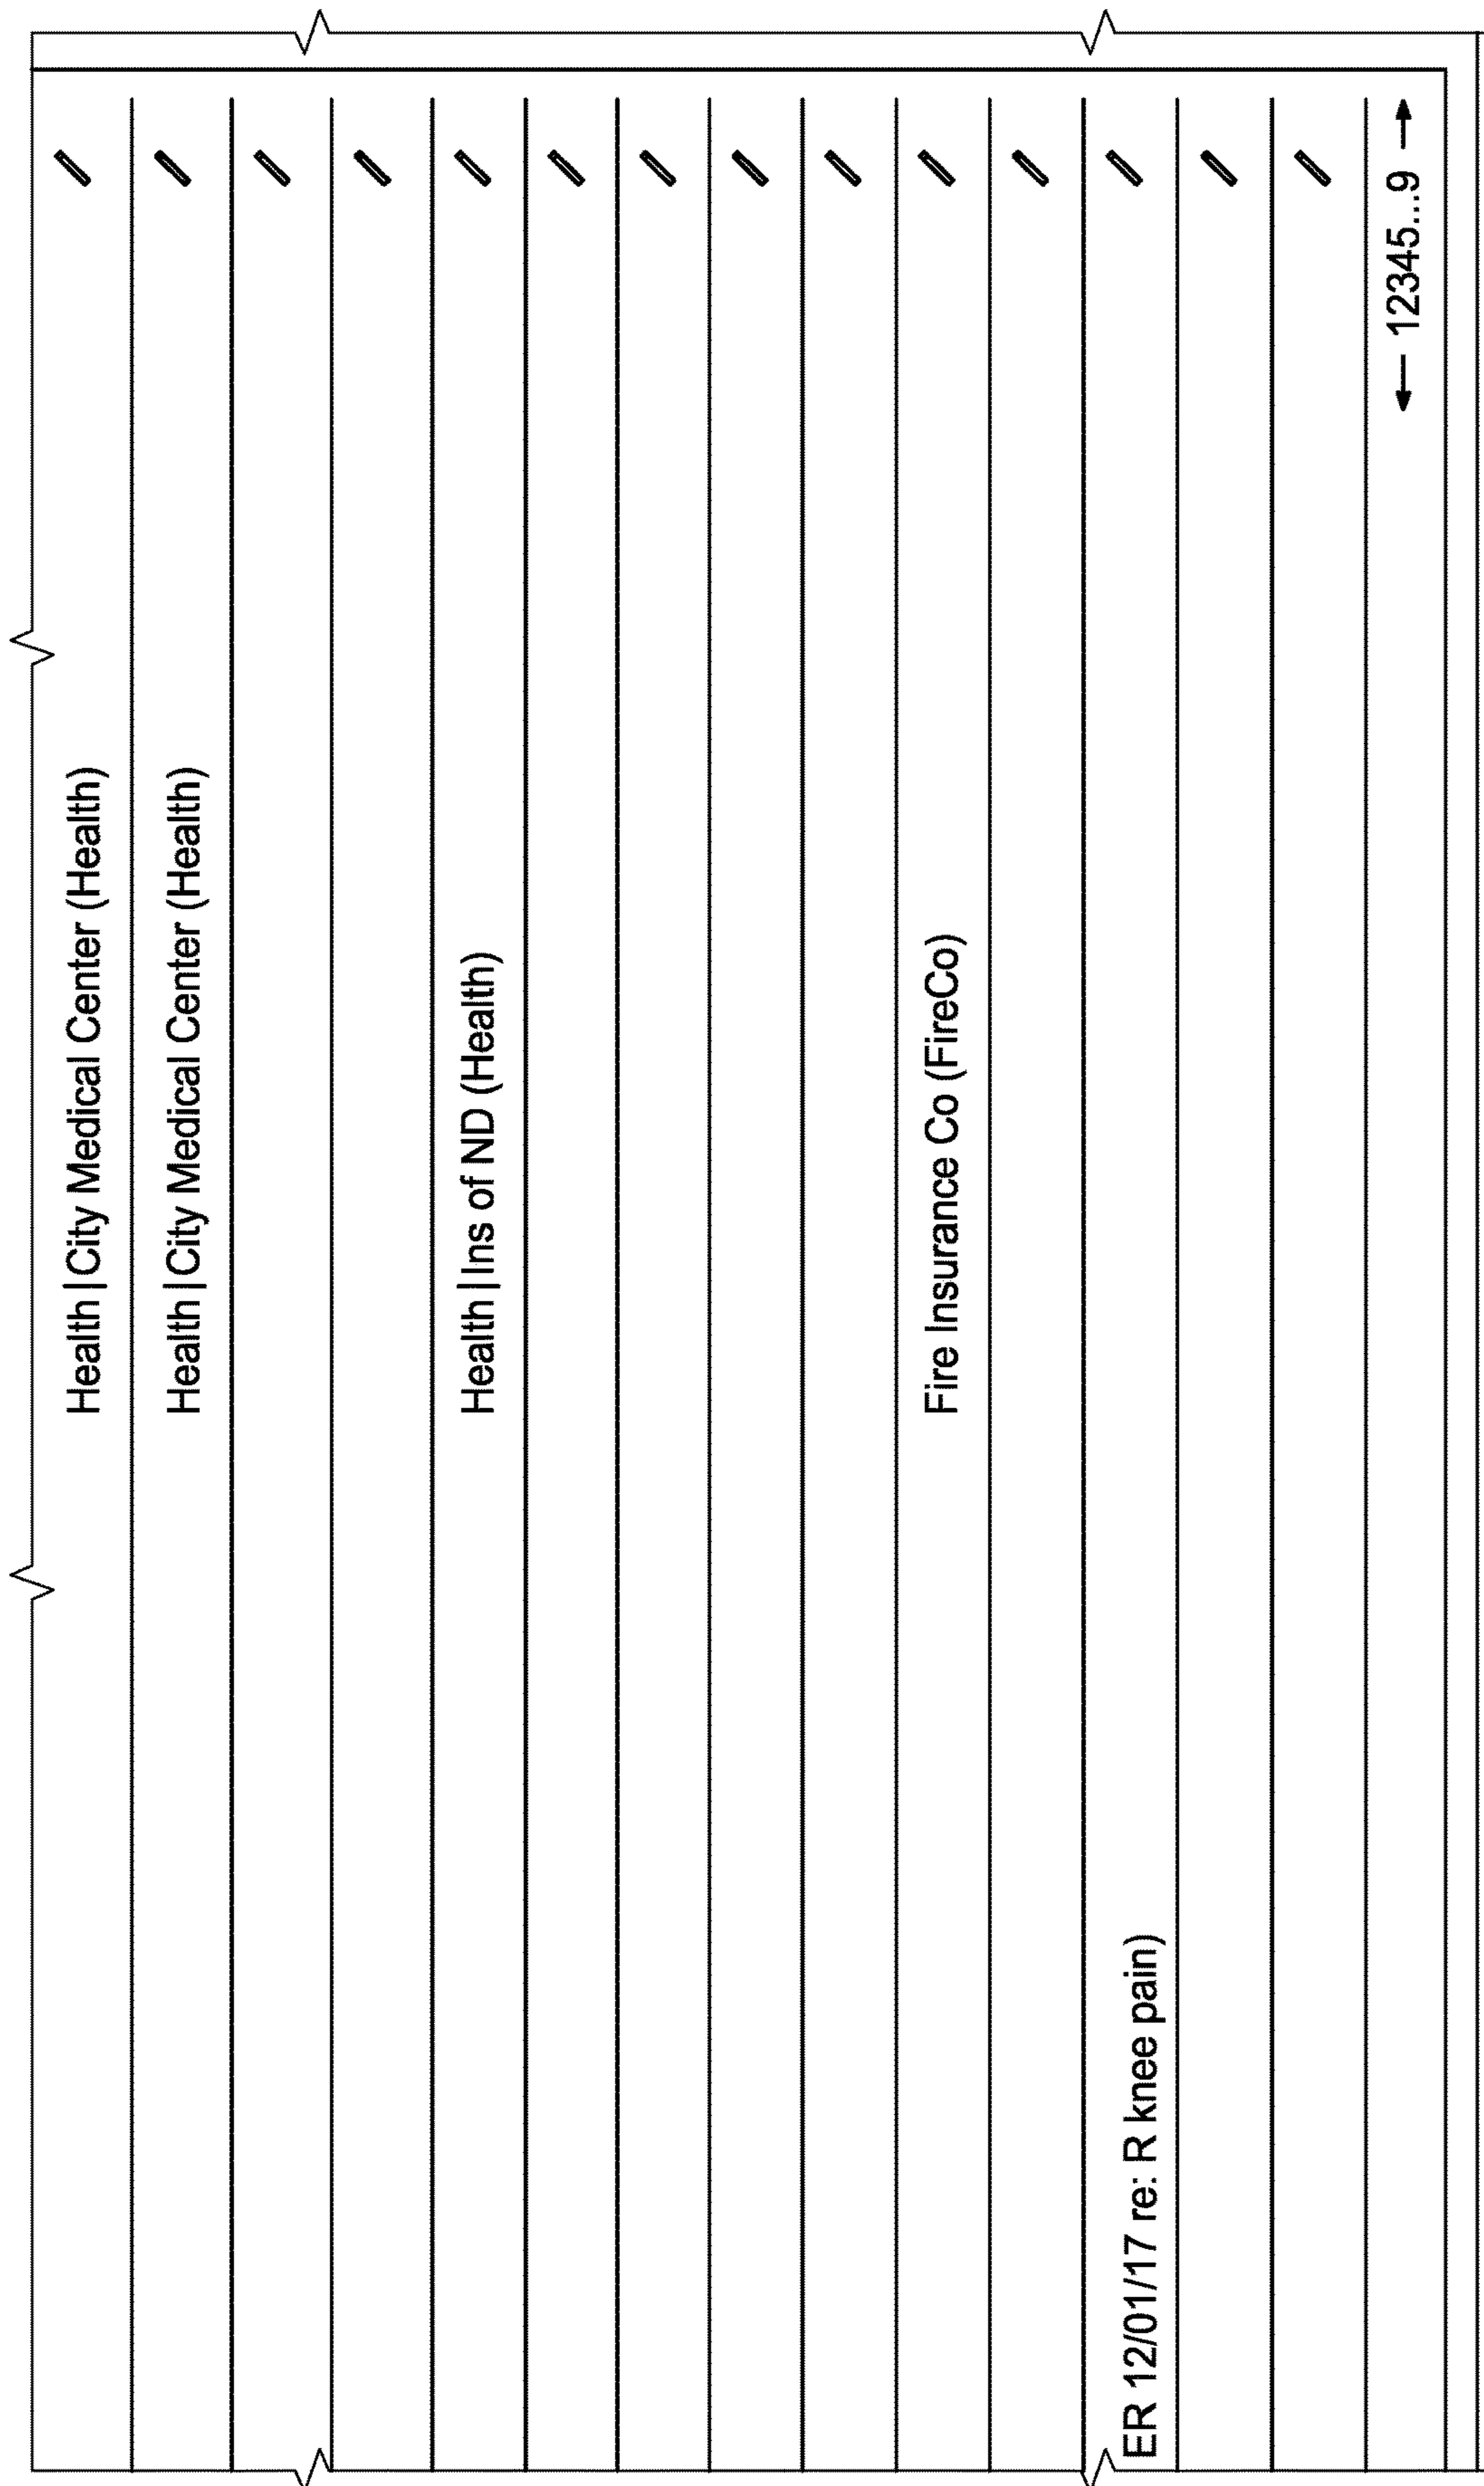 Health|City Medical Center (Health)
Health|City Medical Center (Health)
Health|Ins of ND (Health)
Fire Insurance Co (FireCo)
ER 12/01/17 re: R knee pain)
← 12345...9 →